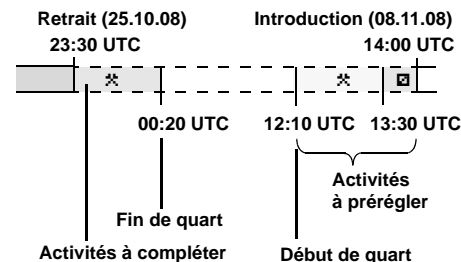 Retrait (25.10.08)
Introduction (08.11.08)
23:30 UTC
14:00 UTC
00:20 UTC
12:10 UTC
13:30 UTC
Activités
à prérégler
Fin de quart
Activités à compléter
Début de quart